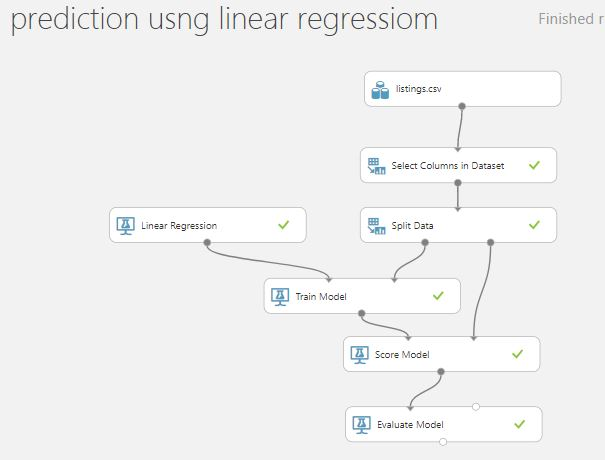 prediction usng linear regressiom
Finished r
listings.csv
Select Columns in Dataset
Linear Regression
Split Data
Train Model
Score Model
Evaluate Model